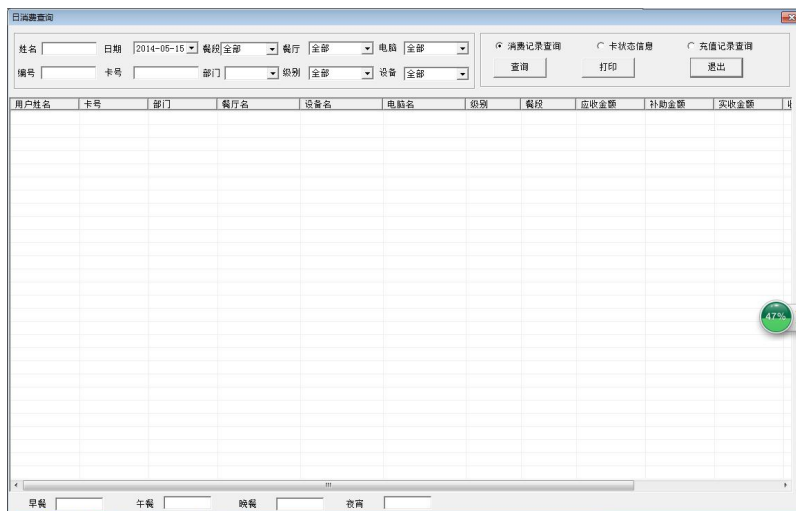 日消费查询
姓名 日期 2014-05-15 餐段 全部 餐厅 全部 电脑 全部 消费记录查询 卡状态信息 充值记录查询
编号 卡号 部门 级别 全部 设备 全部 查询 打印 退出
用户姓名 卡号 部门 餐厅名 设备名 电脑名 级别 餐段 应收金额 补助金额 实收金额
47%
早餐 午餐 晚餐 夜宵